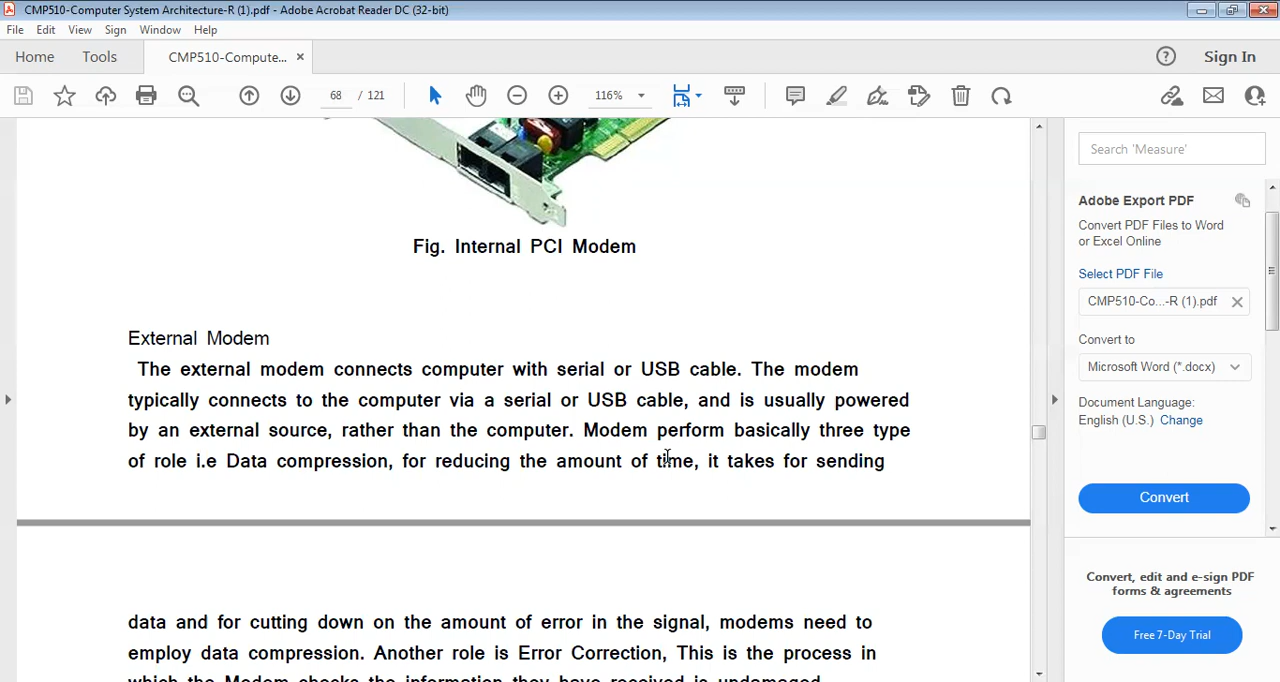 CMP510-Computer System Architecture-R (1).pdf - Adobe Acrobat Reader DC (32-bit)
File Edit View Sign Window Help
Home Tools CMP510-Compute... × Sign In
68 / 121 116%
Fig. Internal PCI Modem
External Modem
The external modem connects computer with serial or USB cable. The modem
typically connects to the computer via a serial or USB cable, and is usually powered
by an external source, rather than the computer. Modem perform basically three type
of role i.e Data compression, for reducing the amount of time, it takes for sending
data and for cutting down on the amount of error in the signal, modems need to
employ data compression. Another role is Error Correction, This is the process in
which the Modem checks the information they have received is undamaged.
Search 'Measure'
Adobe Export PDF
Convert PDF Files to Word
or Excel Online
Select PDF File
CMP510-Co...-R (1).pdf
Convert to
Microsoft Word (*.docx)
Document Language:
English (U.S.) Change
Convert
Convert, edit and e-sign PDF
forms & agreements
Free 7-Day Trial